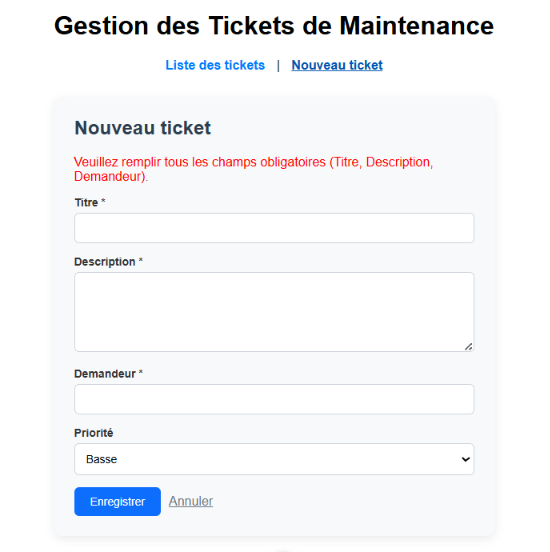 Gestion des Tickets de Maintenance
Liste des tickets | Nouveau ticket
Nouveau ticket
Veuillez remplir tous les champs obligatoires (Titre, Description,
Demandeur).
Titre *
Description *
Demandeur *
Priorité
Basse
Enregistrer Annuler